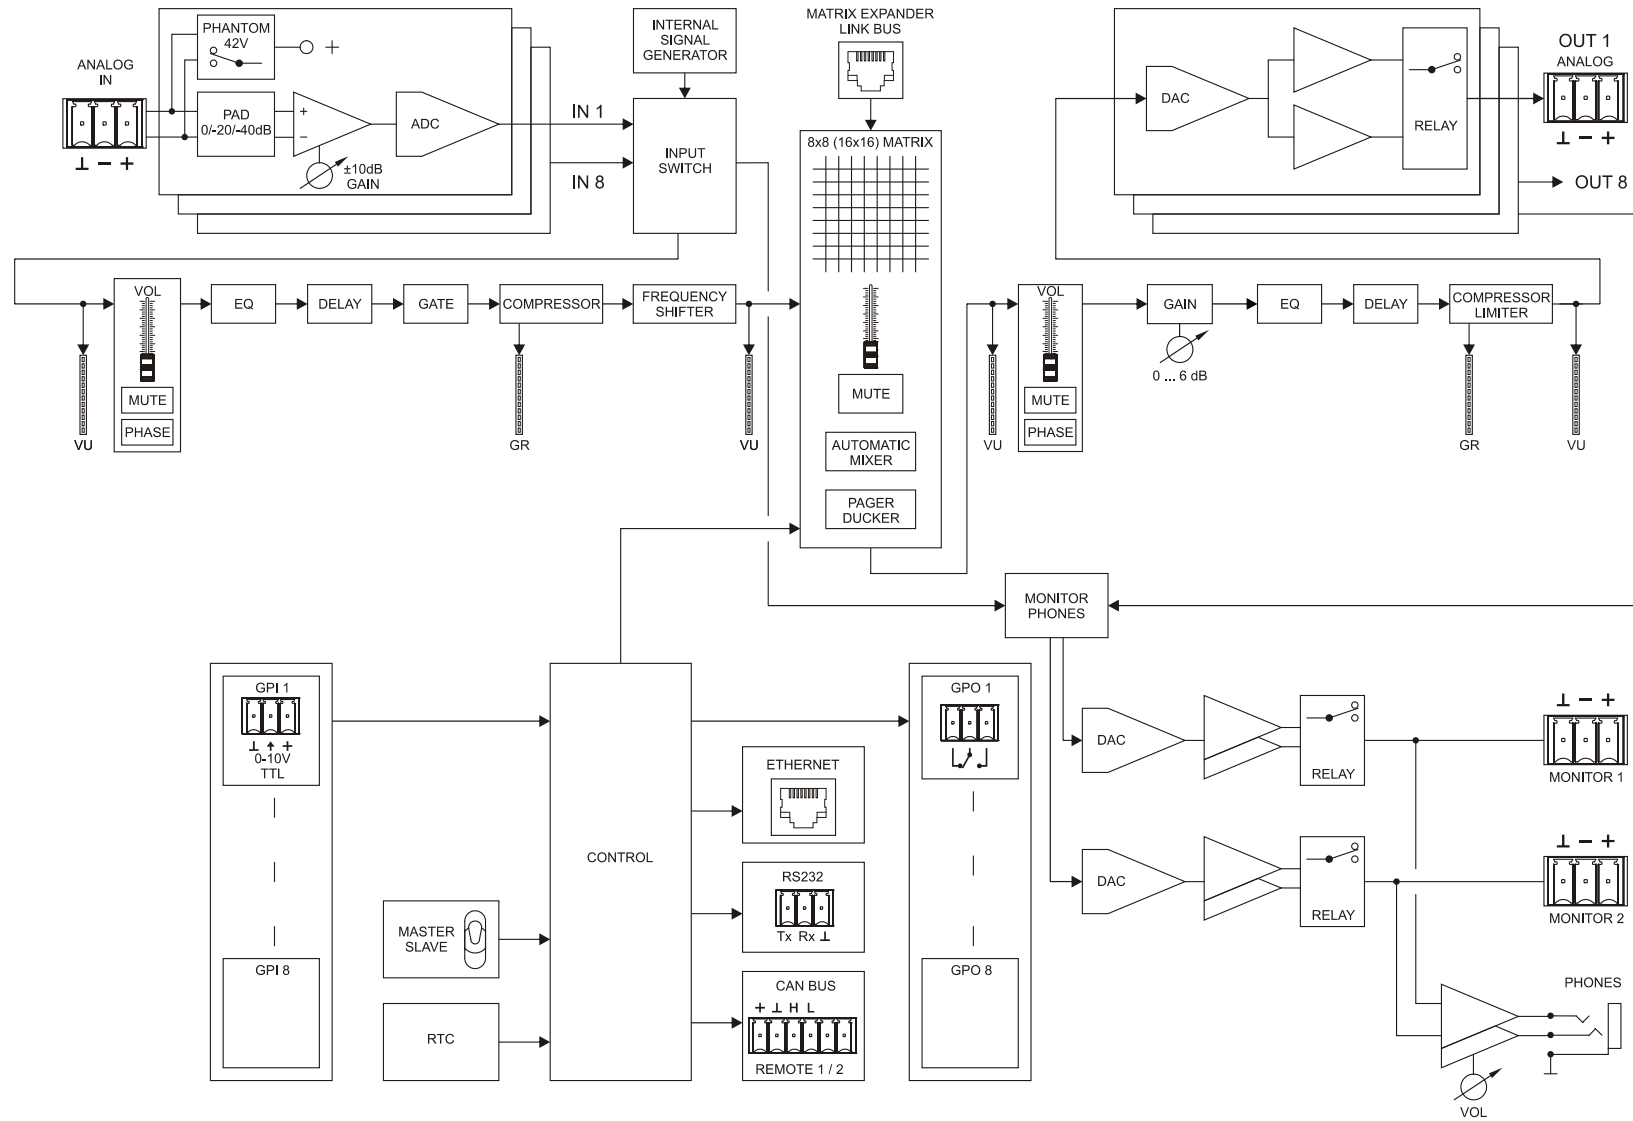 ANALOG
IN
⊥ − +
PHANTOM
42V
+
PAD
0/-20/-40dB
+
−
±10dB
GAIN
ADC
IN 1
IN 8
INTERNAL
SIGNAL
GENERATOR
INPUT
SWITCH
MATRIX EXPANDER
LINK BUS
8x8 (16x16) MATRIX
MUTE
AUTOMATIC
MIXER
PAGER
DUCKER
DAC
RELAY
OUT 1
ANALOG
⊥ − +
OUT 8
VU
VOL
MUTE
PHASE
EQ
DELAY
GATE
COMPRESSOR
GR
FREQUENCY
SHIFTER
VU
VU
VOL
MUTE
PHASE
GAIN
0 ... 6 dB
EQ
DELAY
COMPRESSOR
LIMITER
GR
VU
MONITOR
PHONES
GPI 1
⊥ ↑ +
0-10V
TTL
GPI 8
MASTER
SLAVE
RTC
CONTROL
ETHERNET
RS232
Tx Rx ⊥
CAN BUS
+ ⊥ H L
REMOTE 1 / 2
GPO 1
GPO 8
DAC
RELAY
⊥ − +
MONITOR 1
DAC
RELAY
⊥ − +
MONITOR 2
PHONES
VOL